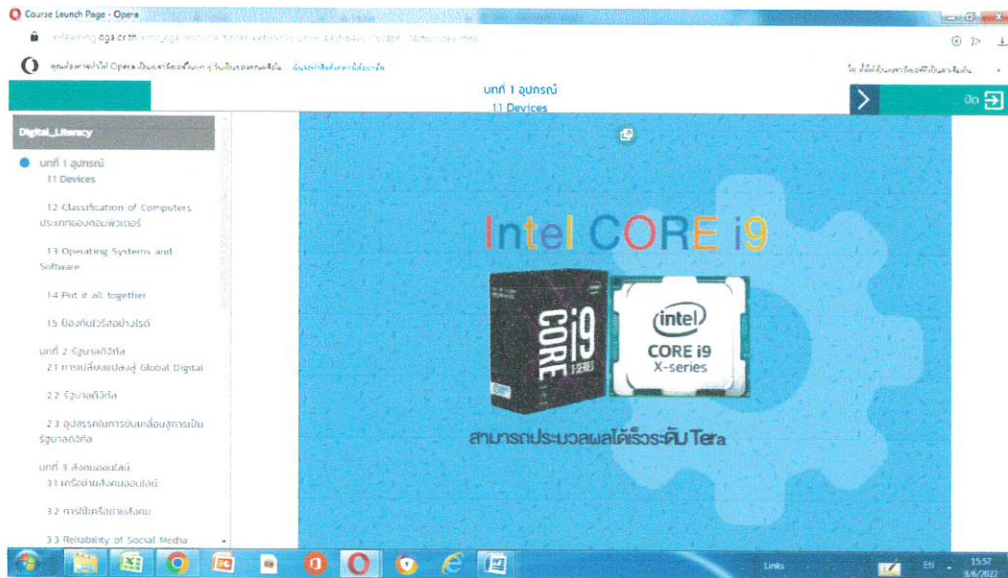 Course Launch Page - Opera
บทที่ 1 อุปกรณ์
1.1 Devices
ปิด
Digital_Literacy
บทที่ 1 อุปกรณ์
1.1 Devices
1.2 Classification of Computers
ประเภทของคอมพิวเตอร์
1.3 Operating Systems and
Software
1.4 Put it all together
1.5 ป้องกันไวรัสอย่างไรดี
บทที่ 2 รัฐบาลดิจิทัล
2.1 การเปลี่ยนแปลงสู่ Global Digital
2.2 รัฐบาลดิจิทัล
2.3 อุปสรรคในการขับเคลื่อนสู่การเป็น
รัฐบาลดิจิทัล
บทที่ 3 สังคมออนไลน์
3.1 เครือข่ายสังคมออนไลน์
3.2 การใช้เครือข่ายสังคม
3.3 Reliability of Social Media
Intel CORE i9
CORE i9
X-SERIES
intel
CORE i9
X-series
สามารถประมวลผลได้เร็วระดับ Tera
Links
EN
15:57
8/6/2022